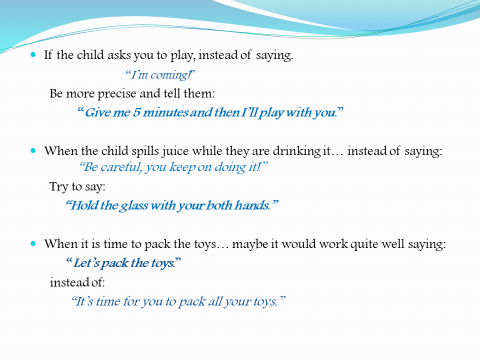 • If the child asks you to play, instead of saying.
“I’m coming!”
Be more precise and tell them:
“Give me 5 minutes and then I’ll play with you.”
• When the child spills juice while they are drinking it… instead of saying:
“Be careful, you keep on doing it!”
Try to say:
“Hold the glass with your both hands.”
• When it is time to pack the toys… maybe it would work quite well saying:
“Let’s pack the toys.”
instead of:
“It’s time for you to pack all your toys.”